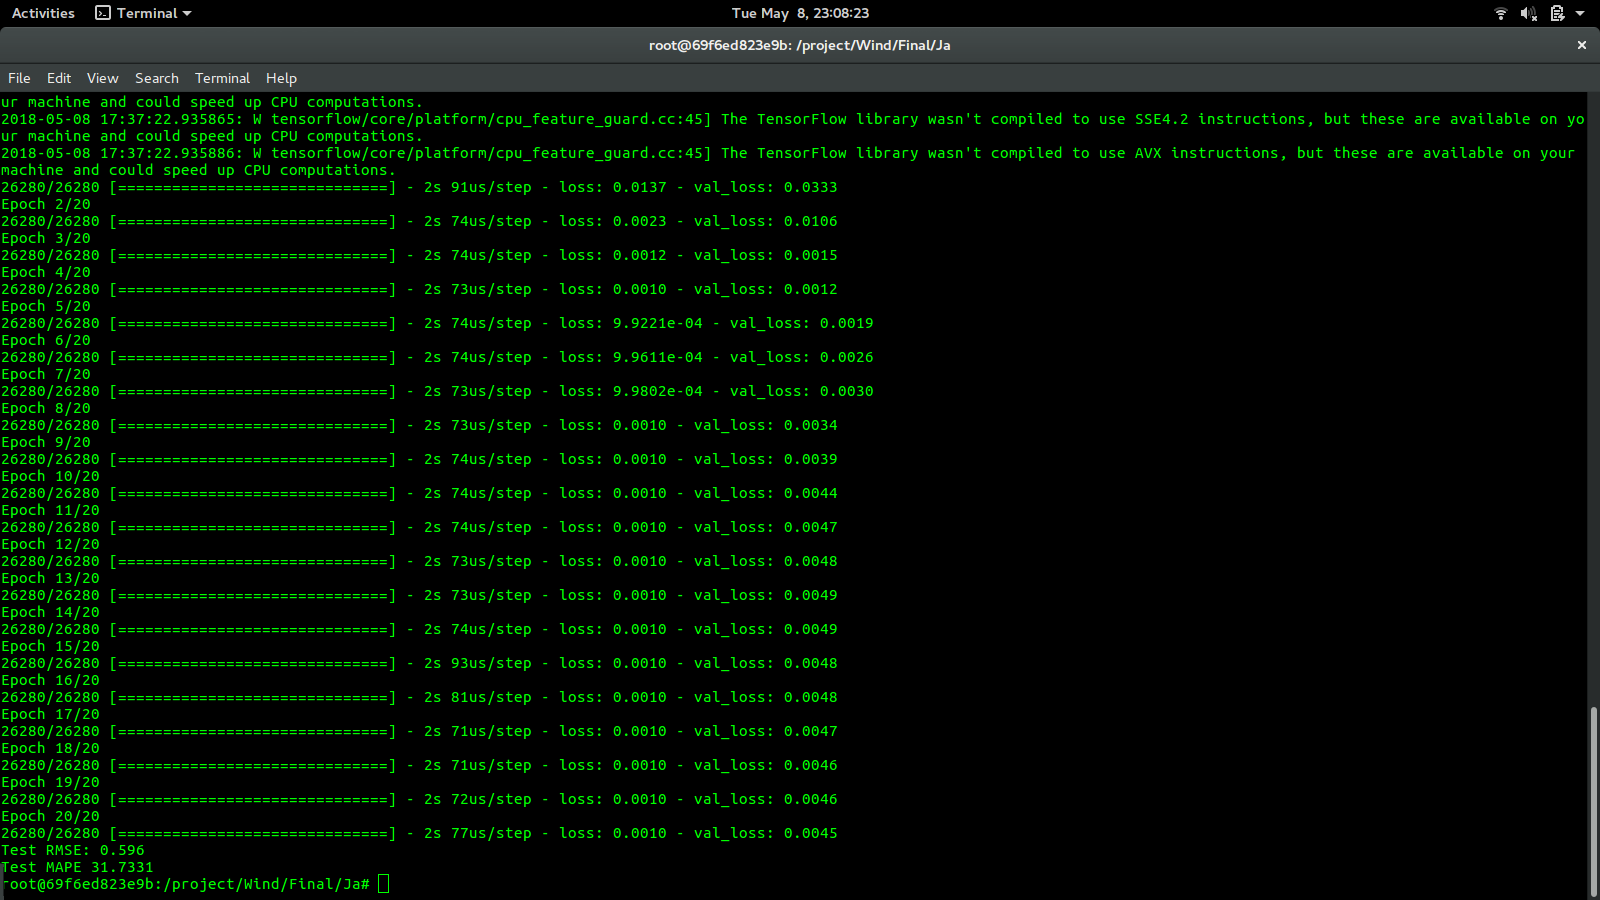 Activities Terminal Tue May 8, 23:08:23
root@69f6ed823e9b: /project/Wind/Final/Ja
File Edit View Search Terminal Help
ur machine and could speed up CPU computations.
2018-05-08 17:37:22.935865: W tensorflow/core/platform/cpu_feature_guard.cc:45] The TensorFlow library wasn't compiled to use SSE4.2 instructions, but these are available on yo
ur machine and could speed up CPU computations.
2018-05-08 17:37:22.935886: W tensorflow/core/platform/cpu_feature_guard.cc:45] The TensorFlow library wasn't compiled to use AVX instructions, but these are available on your
machine and could speed up CPU computations.
26280/26280 [==============================] - 2s 91us/step - loss: 0.0137 - val_loss: 0.0333
Epoch 2/20
26280/26280 [==============================] - 2s 74us/step - loss: 0.0023 - val_loss: 0.0106
Epoch 3/20
26280/26280 [==============================] - 2s 74us/step - loss: 0.0012 - val_loss: 0.0015
Epoch 4/20
26280/26280 [==============================] - 2s 73us/step - loss: 0.0010 - val_loss: 0.0012
Epoch 5/20
26280/26280 [==============================] - 2s 74us/step - loss: 9.9221e-04 - val_loss: 0.0019
Epoch 6/20
26280/26280 [==============================] - 2s 74us/step - loss: 9.9611e-04 - val_loss: 0.0026
Epoch 7/20
26280/26280 [==============================] - 2s 73us/step - loss: 9.9802e-04 - val_loss: 0.0030
Epoch 8/20
26280/26280 [==============================] - 2s 73us/step - loss: 0.0010 - val_loss: 0.0034
Epoch 9/20
26280/26280 [==============================] - 2s 74us/step - loss: 0.0010 - val_loss: 0.0039
Epoch 10/20
26280/26280 [==============================] - 2s 74us/step - loss: 0.0010 - val_loss: 0.0044
Epoch 11/20
26280/26280 [==============================] - 2s 74us/step - loss: 0.0010 - val_loss: 0.0047
Epoch 12/20
26280/26280 [==============================] - 2s 73us/step - loss: 0.0010 - val_loss: 0.0048
Epoch 13/20
26280/26280 [==============================] - 2s 73us/step - loss: 0.0010 - val_loss: 0.0049
Epoch 14/20
26280/26280 [==============================] - 2s 74us/step - loss: 0.0010 - val_loss: 0.0049
Epoch 15/20
26280/26280 [==============================] - 2s 93us/step - loss: 0.0010 - val_loss: 0.0048
Epoch 16/20
26280/26280 [==============================] - 2s 81us/step - loss: 0.0010 - val_loss: 0.0048
Epoch 17/20
26280/26280 [==============================] - 2s 71us/step - loss: 0.0010 - val_loss: 0.0047
Epoch 18/20
26280/26280 [==============================] - 2s 71us/step - loss: 0.0010 - val_loss: 0.0046
Epoch 19/20
26280/26280 [==============================] - 2s 72us/step - loss: 0.0010 - val_loss: 0.0046
Epoch 20/20
26280/26280 [==============================] - 2s 77us/step - loss: 0.0010 - val_loss: 0.0045
Test RMSE: 0.596
Test MAPE 31.7331
root@69f6ed823e9b:/project/Wind/Final/Ja#